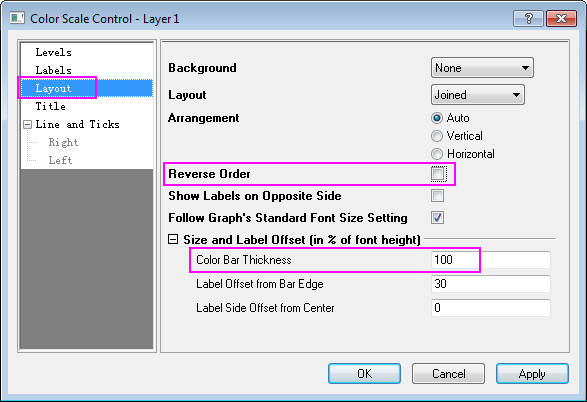 Color Scale Control - Layer1
Levels
Labels
Layout
Title
Line and Ticks
Right
Left
Background None
Layout Joined
Arrangement Auto
Vertical
Horizontal
Reverse Order
Show Labels on Opposite Side
Follow Graph's Standard Font Size Setting
Size and Label Offset (in % of font height)
Color Bar Thickness 100
Label Offset from Bar Edge 30
Label Side Offset from Center 0
OK Cancel Apply